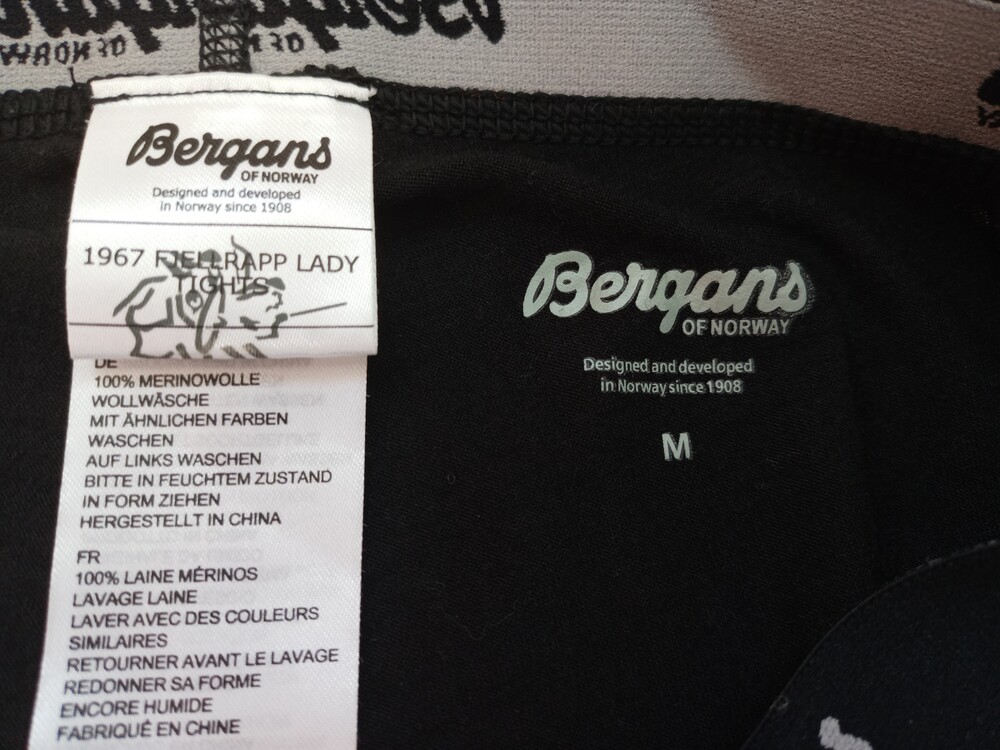 Bergans
OF NORWAY
Designed and developed
in Norway since 1908
1967 FJELLRAPP LADY
TIGHTS
DE
100% MERINOWOLLE
WOLLWÄSCHE
MIT ÄHNLICHEN FARBEN
WASCHEN
AUF LINKS WASCHEN
BITTE IN FEUCHTEM ZUSTAND
IN FORM ZIEHEN
HERGESTELLT IN CHINA
FR
100% LAINE MÉRINOS
LAVAGE LAINE
LAVER AVEC DES COULEURS
SIMILAIRES
RETOURNER AVANT LE LAVAGE
REDONNER SA FORME
ENCORE HUMIDE
FABRIQUÉ EN CHINE
Bergans
OF NORWAY
Designed and developed
in Norway since 1908
M